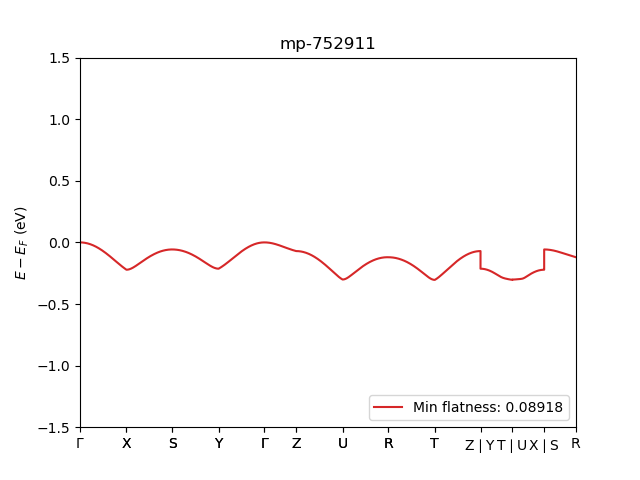 mp-752911
1.5
1.0
0.5
0.0
−0.5
−1.0
−1.5
E − E_F (eV)
Min flatness: 0.08918
Γ X S Y Γ Z U R T Z | Y T | U X | S R